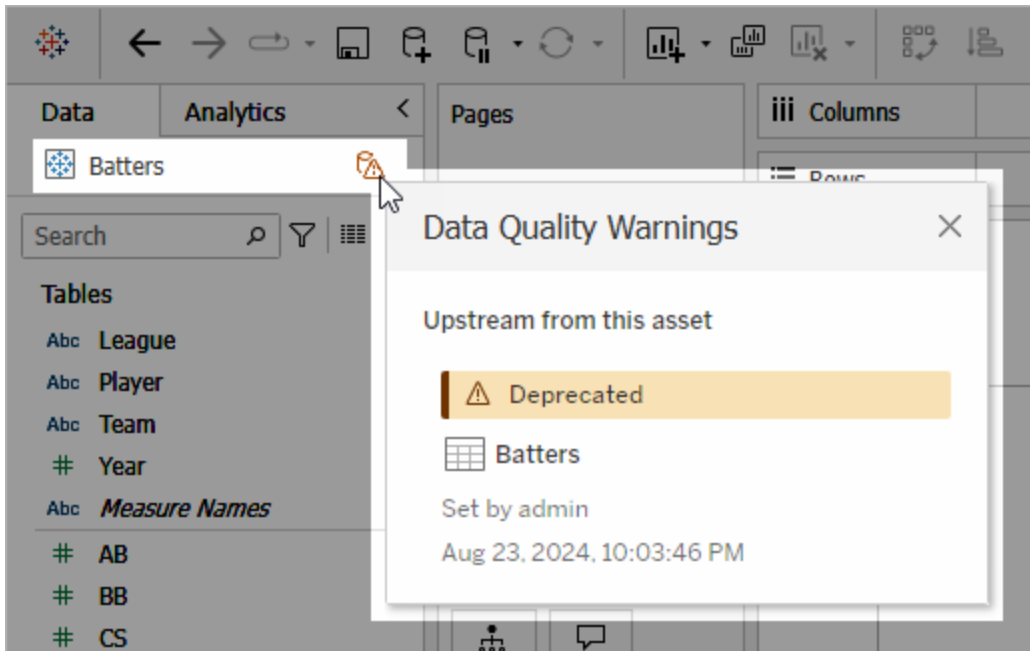 Data
Analytics
Pages
Columns
Batters
Rows
Search
Data Quality Warnings
Tables
Upstream from this asset
Abc League
Abc Player
Deprecated
Abc Team
# Year
Batters
Abc Measure Names
Set by admin
# AB
Aug 23, 2024, 10:03:46 PM
# BB
# CS